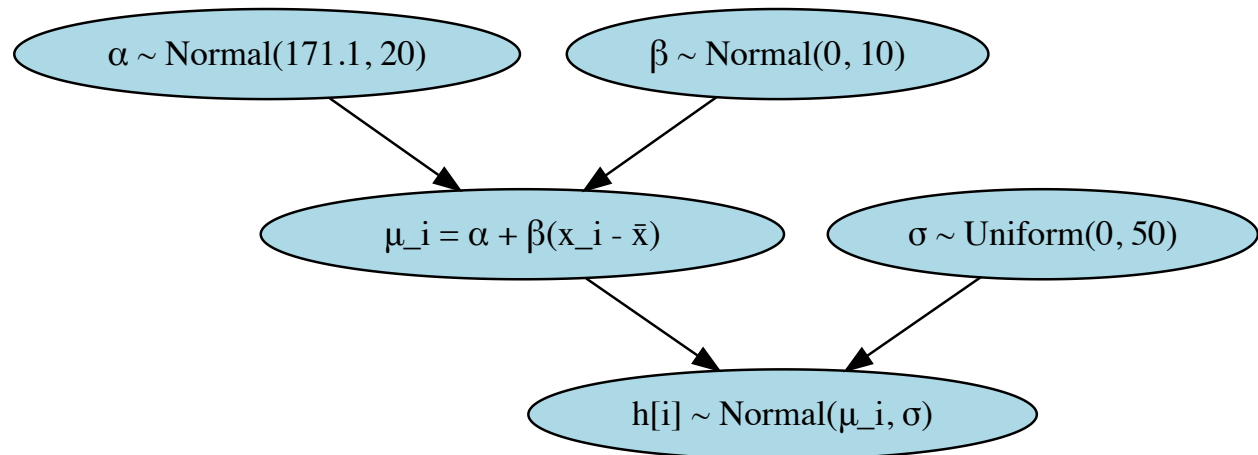 α ~ Normal(171.1, 20)
β ~ Normal(0, 10)
μ_i = α + β(x_i - x̄)
σ ~ Uniform(0, 50)
h[i] ~ Normal(μ_i, σ)